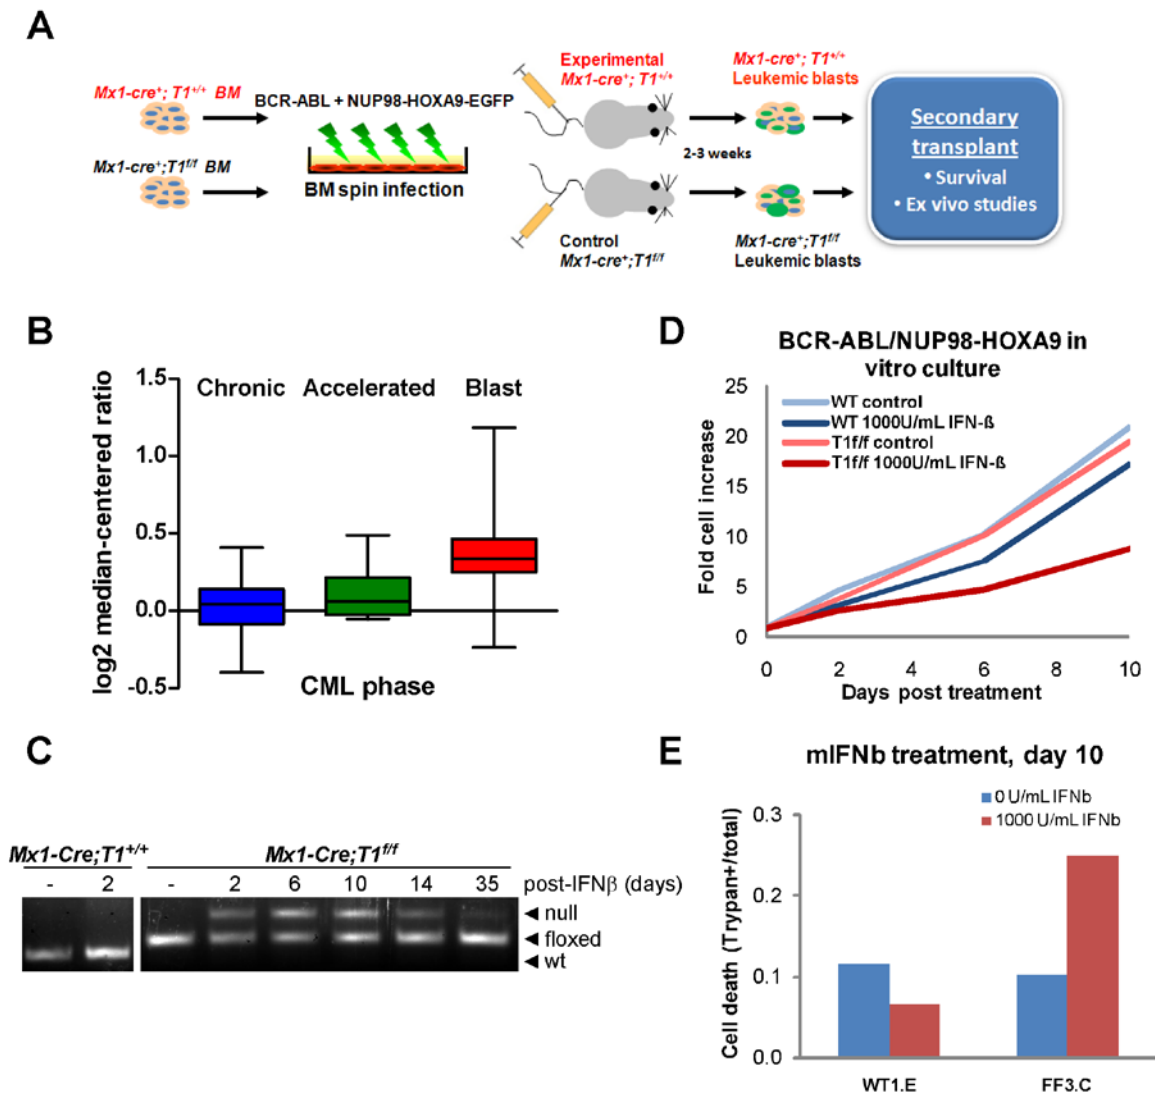 A
Mx1-cre+; T1+/+ BM
BCR-ABL + NUP98-HOXA9-EGFP
Mx1-cre+;T1f/f BM
BM spin infection
Experimental
Mx1-cre+; T1+/+
2-3 weeks
Control
Mx1-cre+;T1f/f
Mx1-cre+; T1+/+
Leukemic blasts
Mx1-cre+;T1f/f
Leukemic blasts
Secondary
transplant
• Survival
• Ex vivo studies
B
log2 median-centered ratio
1.5
1.0
0.5
0.0
-0.5
Chronic Accelerated Blast
CML phase
C
Mx1-Cre;T1+/+ Mx1-Cre;T1f/f
- 2 - 2 6 10 14 35 post-IFNβ (days)
◄ null
◄ floxed
◄ wt
D
BCR-ABL/NUP98-HOXA9 in
vitro culture
WT control
WT 1000U/mL IFN-ß
T1f/f control
T1f/f 1000U/mL IFN-ß
Fold cell increase
25
20
15
10
5
0
0 2 4 6 8 10
Days post treatment
E
mIFNb treatment, day 10
0 U/mL IFNb
1000 U/mL IFNb
Cell death (Trypan+/total)
0.3
0.2
0.1
0.0
WT1.E FF3.C